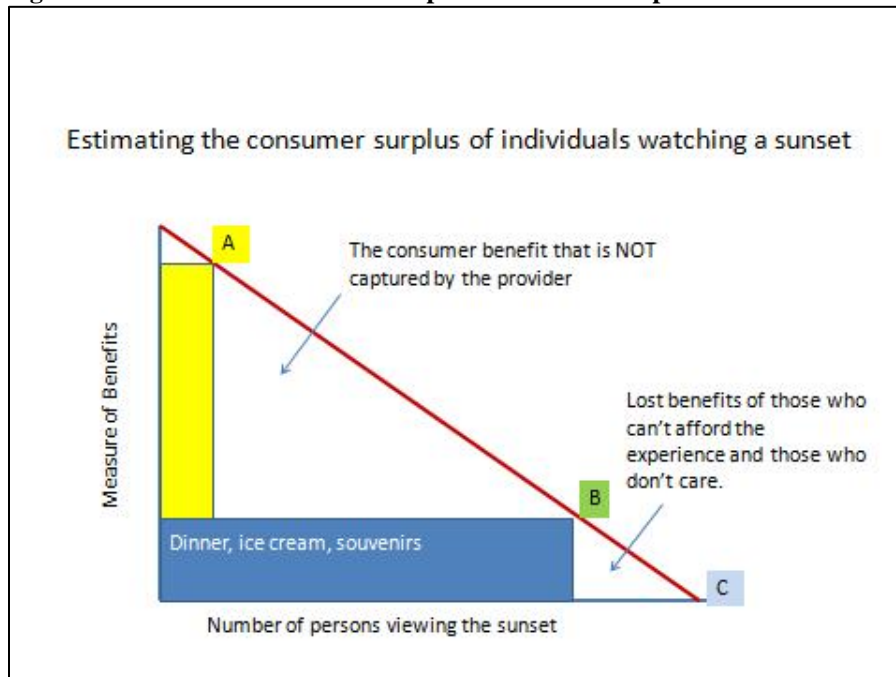 Estimating the consumer surplus of individuals watching a sunset
A
The consumer benefit that is NOT
captured by the provider
Measure of Benefits
Lost benefits of those who
can't afford the
experience and those who
don't care.
B
Dinner, ice cream, souvenirs
C
Number of persons viewing the sunset